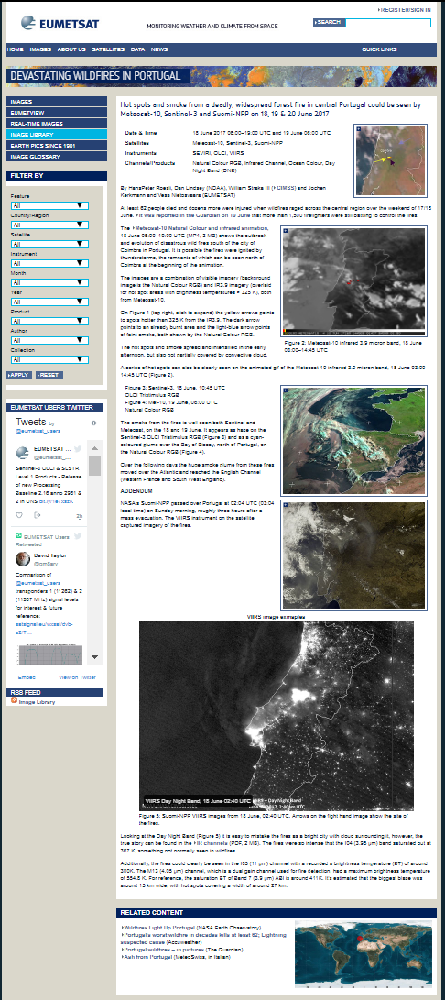 REGISTER/SIGN IN
EUMETSAT
MONITORING WEATHER AND CLIMATE FROM SPACE
SEARCH
HOME IMAGES ABOUT US SATELLITES DATA NEWS QUICK LINKS
DEVASTATING WILDFIRES IN PORTUGAL
IMAGES
EUMETVIEW
REAL-TIME IMAGES
IMAGE LIBRARY
EARTH PICS SINCE 1981
IMAGE GLOSSARY
FILTER BY
Feature
All
Country/Region
All
Satellite
All
Instrument
All
Month
All
Year
All
Product
All
Author
All
Collection
All
APPLY RESET
EUMETSAT USERS TWITTER
Tweets by
@eumetsat_users
EUMETSAT ...
@eumetsat_...
Sentinel-3 OLCI & SLSTR
Level 1 Products - Release
of new Processing
Baseline
in UNS
EUMETSAT Users
Retweeted
David Taylor
Comparison of
@eumetsat_users
transponders 1 (11262) & 2
(11387 MHz) signal levels
for interest & future
reference:
Embed View on Twitter
RSS FEED
Image Library
Hot spots and smoke from a deadly, widespread forest fire in central Portugal could be seen by
Meteosat-10, Sentinel-3 and Suomi-NPP on 18, 19 & 20 June 2017
Date & Time 18 June 2017 06:00–19:00 UTC and 19 June 06:00 UTC
Satellites Meteosat-10, Sentinel-3, Suomi-NPP
Instruments SEVIRI, OLCI, VIIRS
Channels/Products Natural Colour RGB, Infrared Channel, Ocean Colour, Day
Night Band (DNB)
By HansPeter Roesli, Dan Lindsey (NOAA), William Straka III (CIMSS) and Jochen
Kerkmann and Vesa Nietosvaara (EUMETSAT)
At least 62 people died and dozens more were injured when wildfires raged across the central region over the weekend of 17/18
June. It was reported in the Guardian on 19 June that more than 1,500 firefighters were still battling to control the fires.
The Meteosat-10 Natural Colour and infrared animation,
18 June 06:00–19:00 UTC (MP4, 3 MB) shows the outbreak
and evolution of disastrous wild fires south of the city of
Coimbra in Portugal. It is possible the fires were ignited by
thunderstorms, the remnants of which can be seen north of
Coimbra at the beginning of the animation.
The images are a combination of visible imagery (background
image is the Natural Colour RGB) and IR3.9 imagery (overlaid
for hot spot areas with brightness temperatures > 325 K), both
from Meteosat-10.
On Figure 1 (top right, click to expand) the yellow arrows points
to spots hotter than 325 K from the IR3.9. The dark arrow
points to an already burnt area and the light-blue arrow points
of faint smoke, both shown by the Natural Colour RGB.
The hot spots and smoke spread and intensified in the early
afternoon, but also got partially covered by convective cloud.
Figure 2: Meteosat-10 infrared 3.9 micron band, 18 June
03:00–14:45 UTC
A series of hot spots can also be clearly seen on the animated gif of the Meteosat-10 infrared 3.9 micron band, 18 June 03:00–
14:45 UTC (Figure 2).
Figure 3: Sentinel-3, 18 June, 10:45 UTC
OLCI Tristimulus RGB
Figure 4: Met-10, 19 June, 06:00 UTC
Natural Colour RGB
The smoke from the fires is well seen both Sentinel and
Meteosat, on the 18 and 19 June. It appears as haze on the
Sentinel-3 OLCI Tristimulus RGB (Figure 3) and as a cyan-
coloured plume over the Bay of Biscay, north of Portugal, on
the Natural Colour RGB (Figure 4).
Over the following days the huge smoke plume from these fires
moved over the Atlantic and reached the English Channel
(western France and South West England).
ADDENDUM
NASA's Suomi-NPP passed over Portugal at 02:04 UTC (03:04
local time) on Sunday morning, roughly three hours after a
mass evacuation. The VIIRS instrument on the satellite
captured imagery of the fires.
VIIRS image exmaples
VIIRS Day Night Band, 18 June 02:40 UTC
Figure 5: Suomi-NPP VIIRS images from 18 June, 02:40 UTC. Arrows on the right hand image show the site of
the fires.
Looking at the Day Night Band (Figure 5) it is easy to mistake the fires as a bright city with cloud surrounding it, however, the
true story can be found in the IR channels (PDF, 2 MB). The fires were so intense that the I04 (3.95 µm) band saturated out at
367 K, something not normally seen in wildfires.
Additionally, the fires could clearly be seen in the I05 (11 µm) channel with a recorded a brightness temperature (BT) of around
380K. The M13 (4.05 µm) channel, which is a dual gain channel used for fire detection, had a maximum brightness temperature
of 554.8 K. For reference, the saturation BT of Band 7 (3.9 µm) ABI is around 411K. It's estimated that the biggest blaze was
around 15 km wide, with hot spots covering a width of around 27 km.
RELATED CONTENT
Wildfires Light Up Portugal (NASA Earth Observatory)
Portugal's worst wildfire in decades kills at least 62; Lightning
suspected cause (Accuweather)
Portugal wildfires – in pictures (The Guardian)
Ash from Portugal (MeteoSwiss, in Italian)